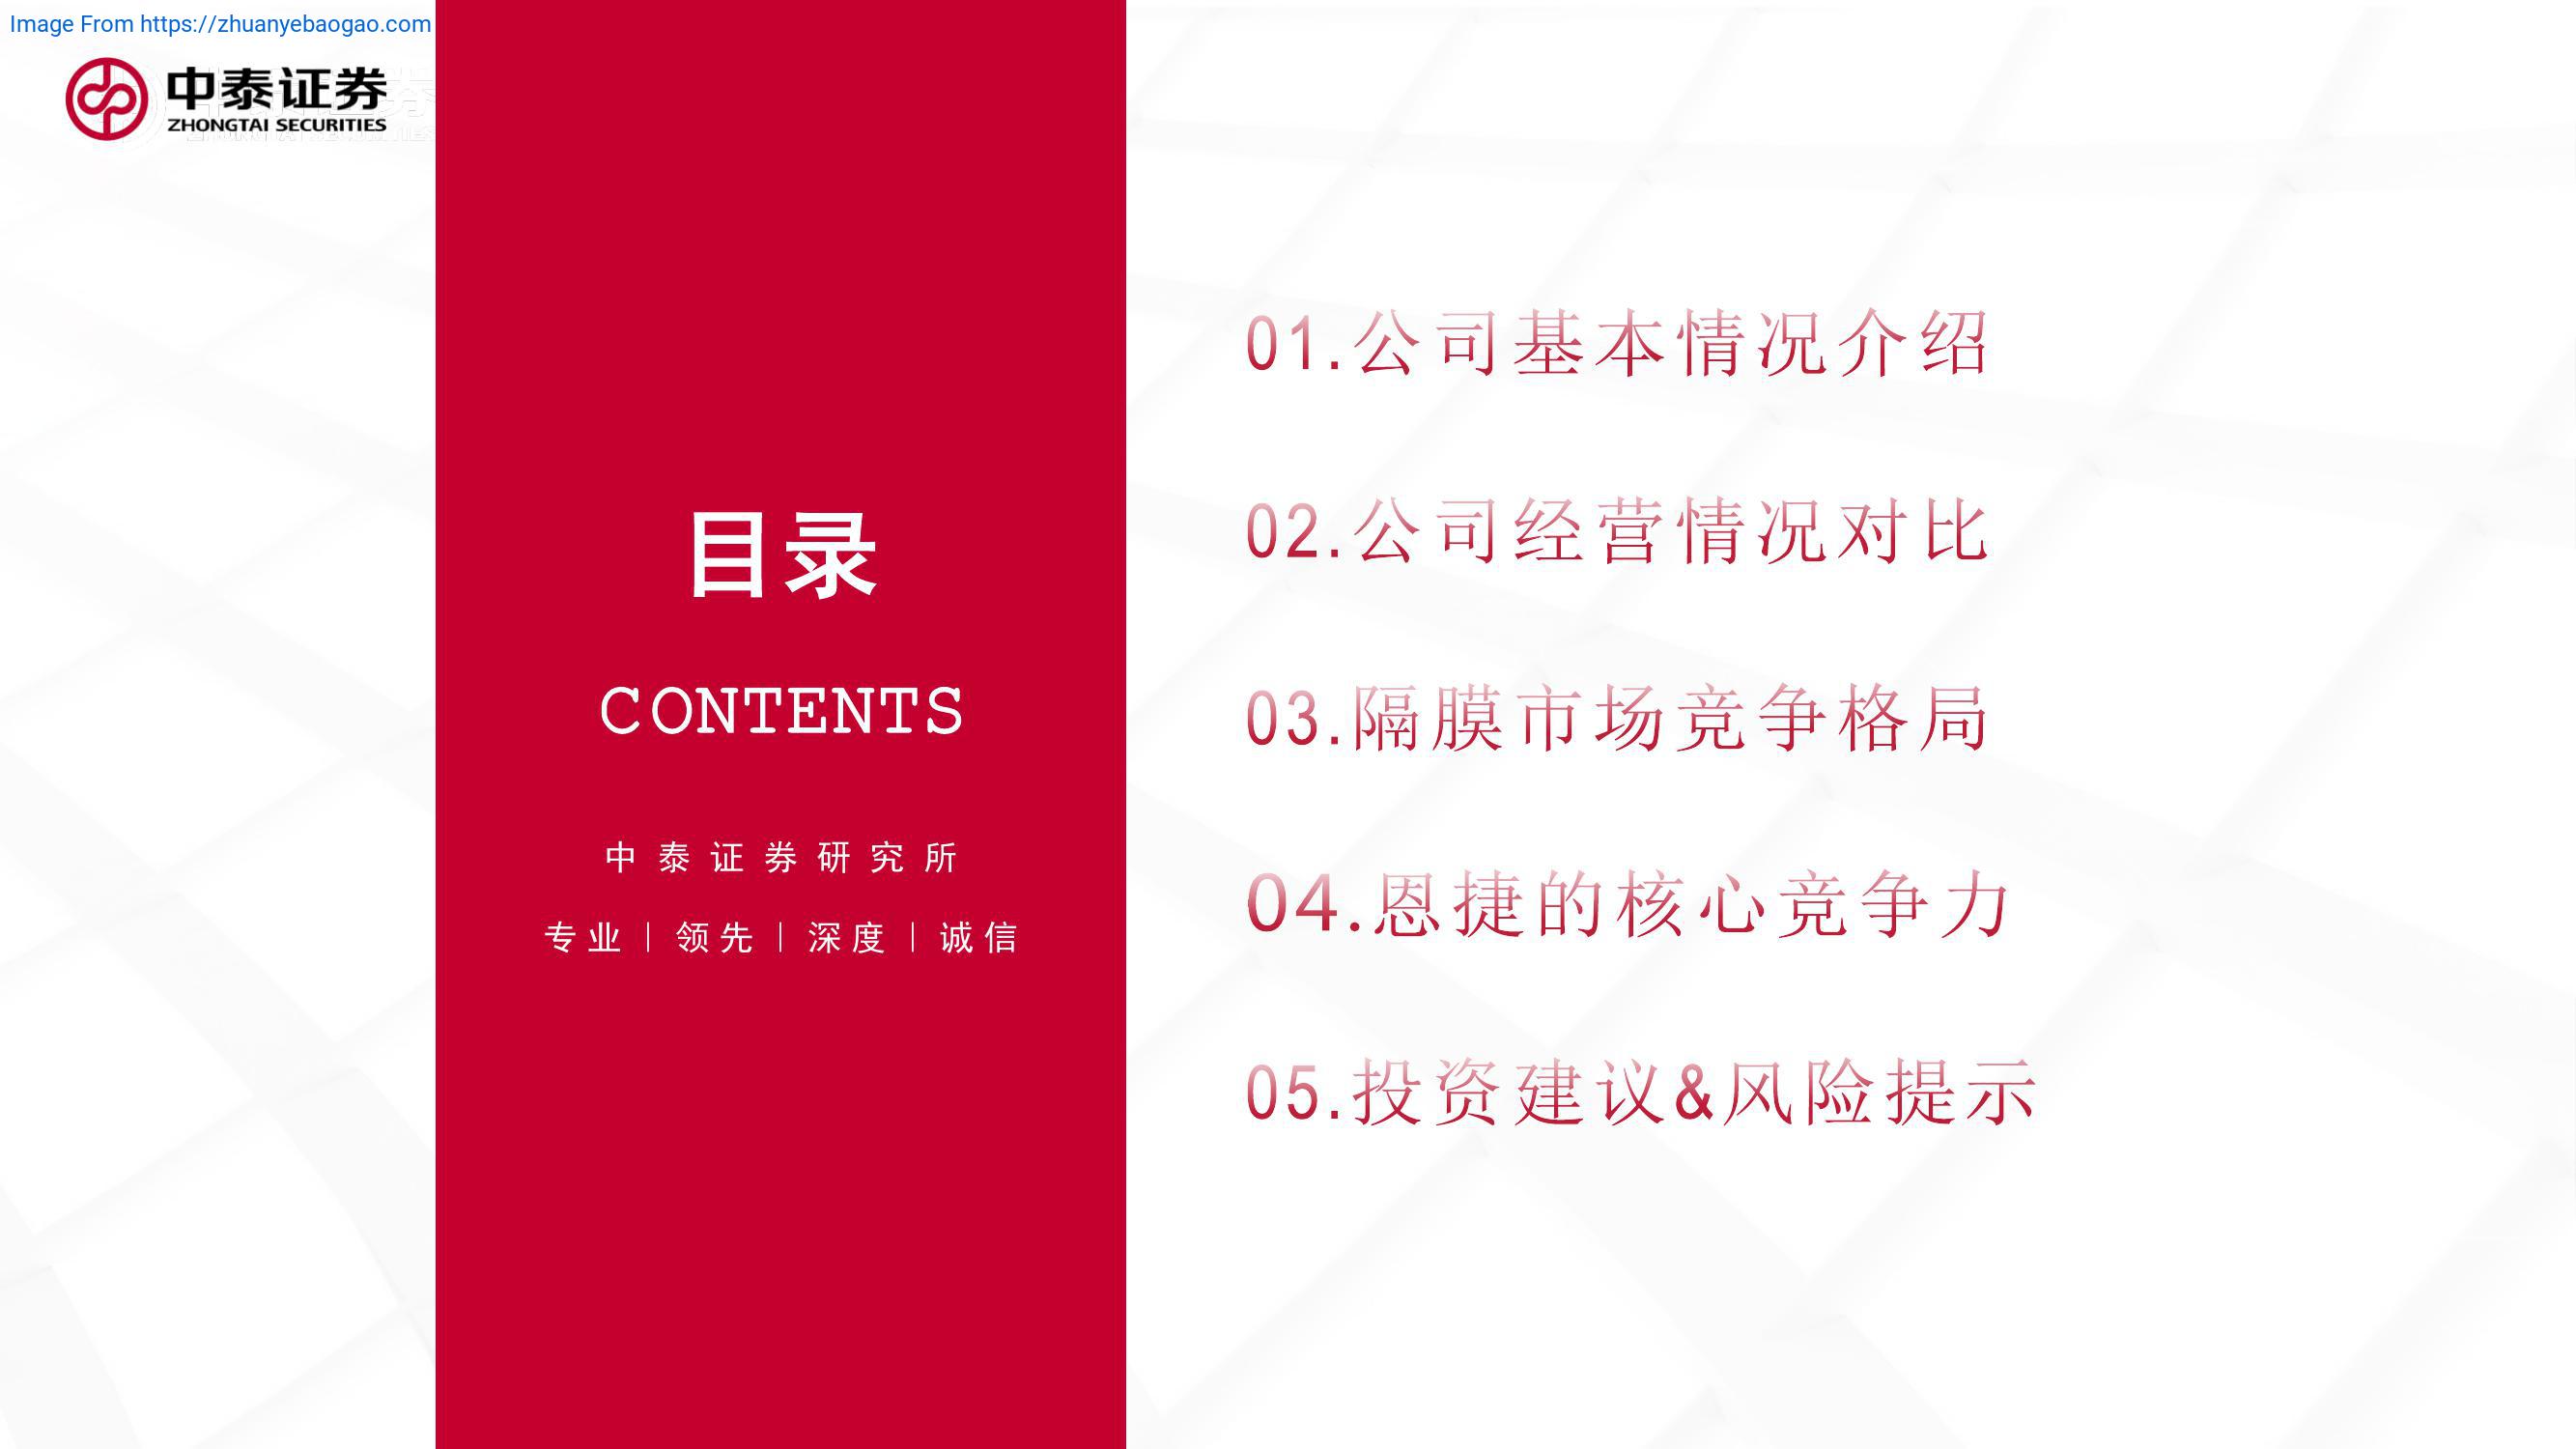 Image From https://zhuanyebaogao.com
中泰证券
ZHONGTAI SECURITIES
目录
CONTENTS
中泰证券研究所
专业｜领先｜深度｜诚信
01.公司基本情况介绍
02.公司经营情况对比
03.隔膜市场竞争格局
04.恩捷的核心竞争力
05.投资建议&风险提示